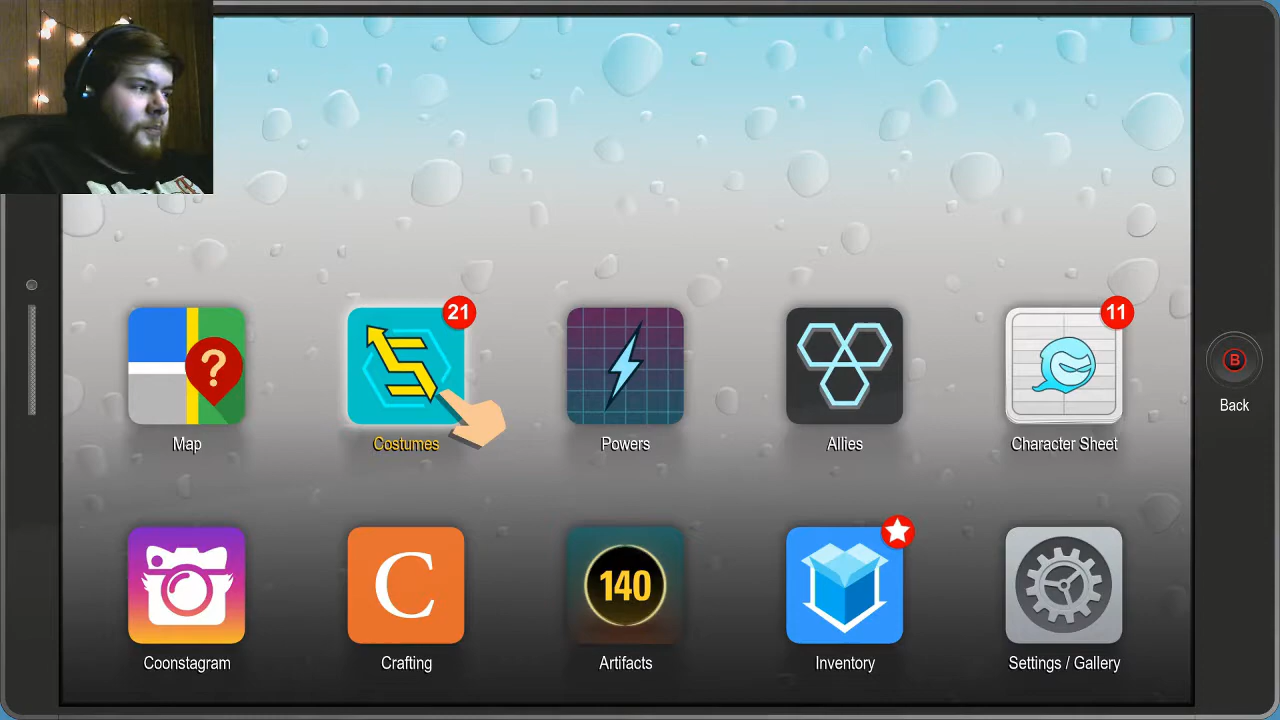 21
11
?
B
Back
Map
Costumes
Powers
Allies
Character Sheet
C
140
Coonstagram
Crafting
Artifacts
Inventory
Settings / Gallery